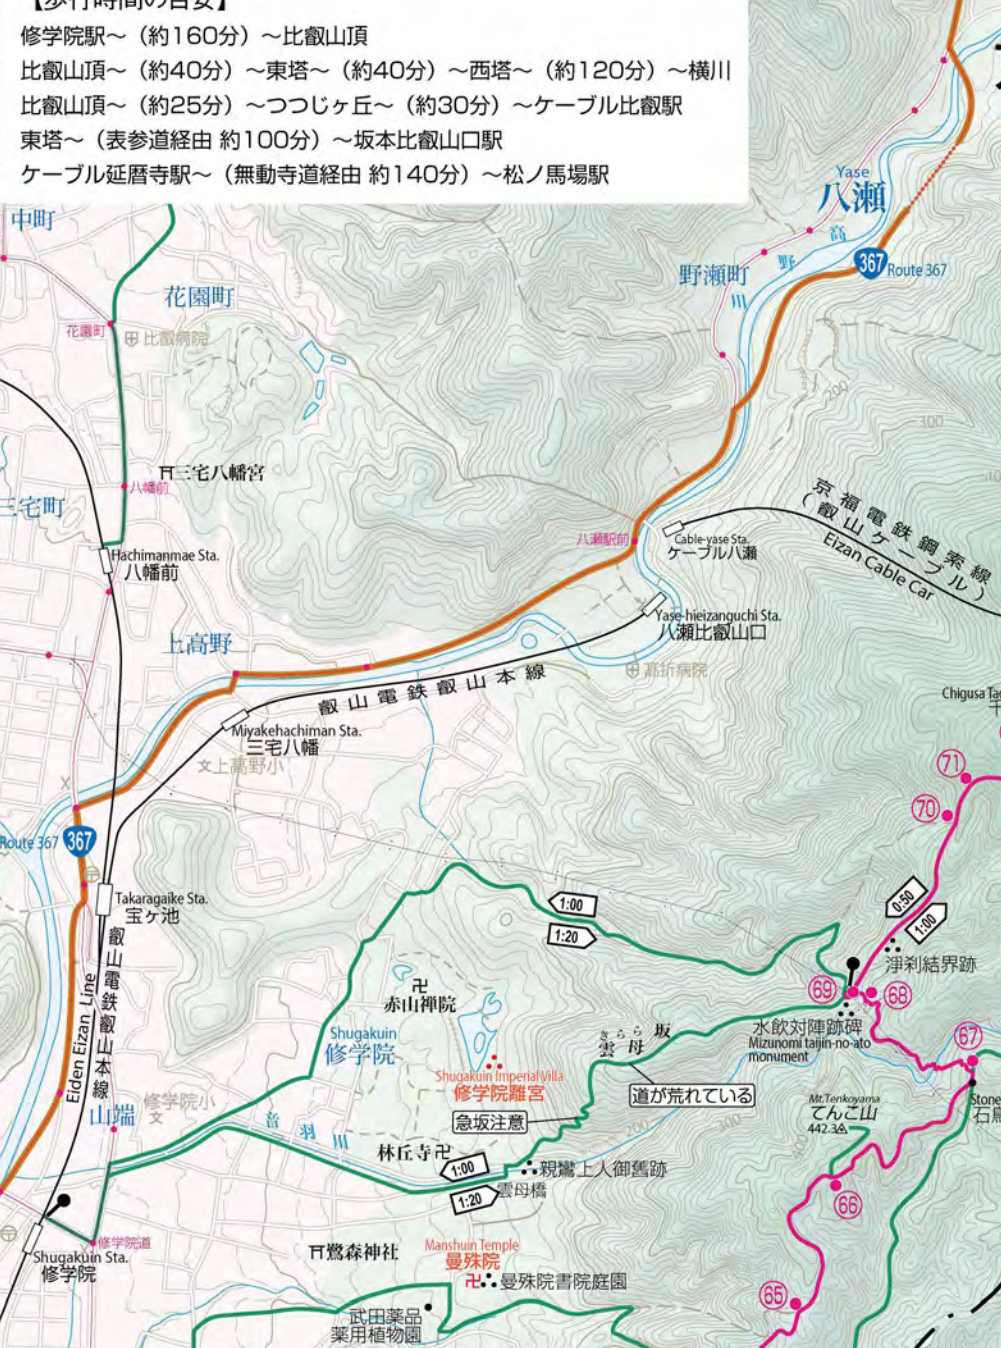 【歩行時間の目安】
修学院駅～（約160分）～比叡山頂
比叡山頂～（約40分）～東塔～（約40分）～西塔～（約120分）～横川
比叡山頂～（約25分）～つつじヶ丘～（約30分）～ケーブル比叡駅
東塔～（表参道経由 約100分）～坂本比叡山口駅
ケーブル延暦寺駅～（無動寺道経由 約140分）～松ノ馬場駅
Yase
八瀬
中町
高
野
川
367
Route 367
野瀬町
花園町
花園町
比叡病院
200
300
三宅八幡宮
八幡前
三宅町
京福電鉄鋼索線
（叡山ケーブル）
Eizan Cable Car
八瀬駅前
Cable-yase Sta.
ケーブル八瀬
Hachimanmae Sta.
八幡前
Yase-hieizanguchi Sta.
八瀬比叡山口
上高野
高折病院
叡山電鉄叡山本線
Chigusa
Miyakehachiman Sta.
三宅八幡
文上高野小
71
70
Route 367
367
Takaragaike Sta.
宝ヶ池
1:00
1:20
0:50
1:00
叡山電鉄叡山本線
Eiden Eizan Line
卍
赤山禅院
浄刹結界跡
69
68
水飲対陣跡碑
Mizunomi taijin-no-ato
monument
Shugakuin
修学院
きらら
雲母坂
67
Shugakuin Imperial Villa
修学院離宮
道が荒れている
修学院小
文
山端
急坂注意
音羽川
Mt.Tenkoyama
てんこ山
442.3
Stone
石鳥
200
300
400
林丘寺卍
1:00
1:20
親鸞上人御舊跡
雲母橋
66
修学院道
Shugakuin Sta.
修学院
鷺森神社
Manshuin Temple
曼殊院
卍
曼殊院書院庭園
65
武田薬品
薬用植物園